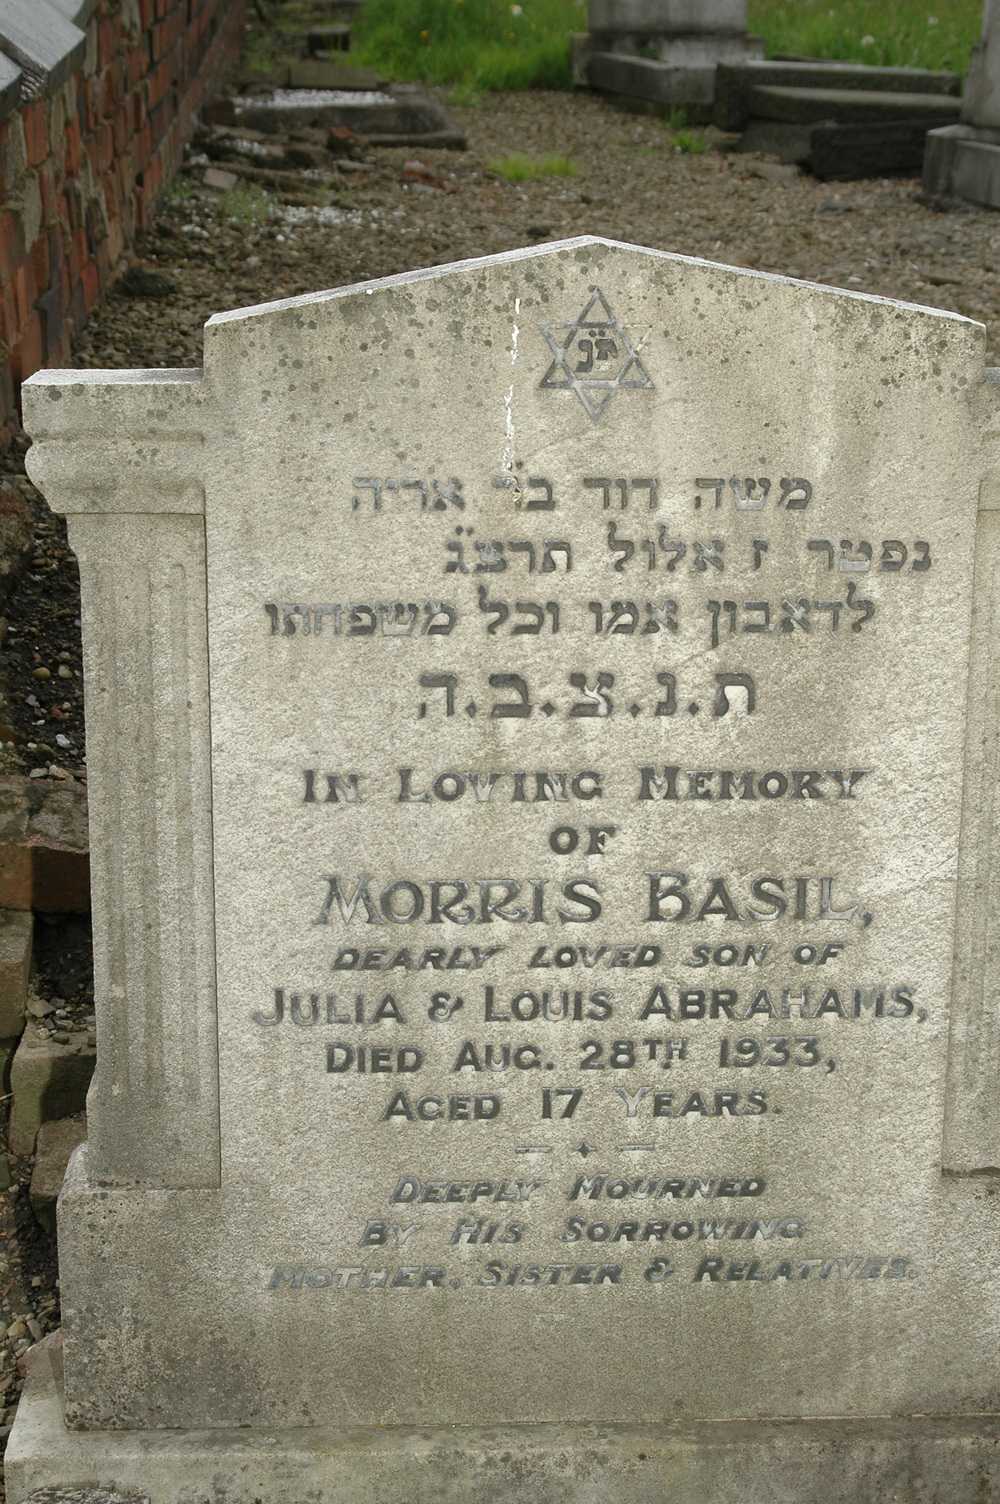 פ״נ
משה דוד בר אריה
נפטר ז אלול תרצ״ג
לדאבון אמו וכל משפחתו
ת.נ.צ.ב.ה
IN LOVING MEMORY
OF
MORRIS BASIL,
DEARLY LOVED SON OF
JULIA & LOUIS ABRAHAMS,
DIED AUG. 28TH 1933,
AGED 17 YEARS.
DEEPLY MOURNED
BY HIS SORROWING
MOTHER, SISTER & RELATIVES.